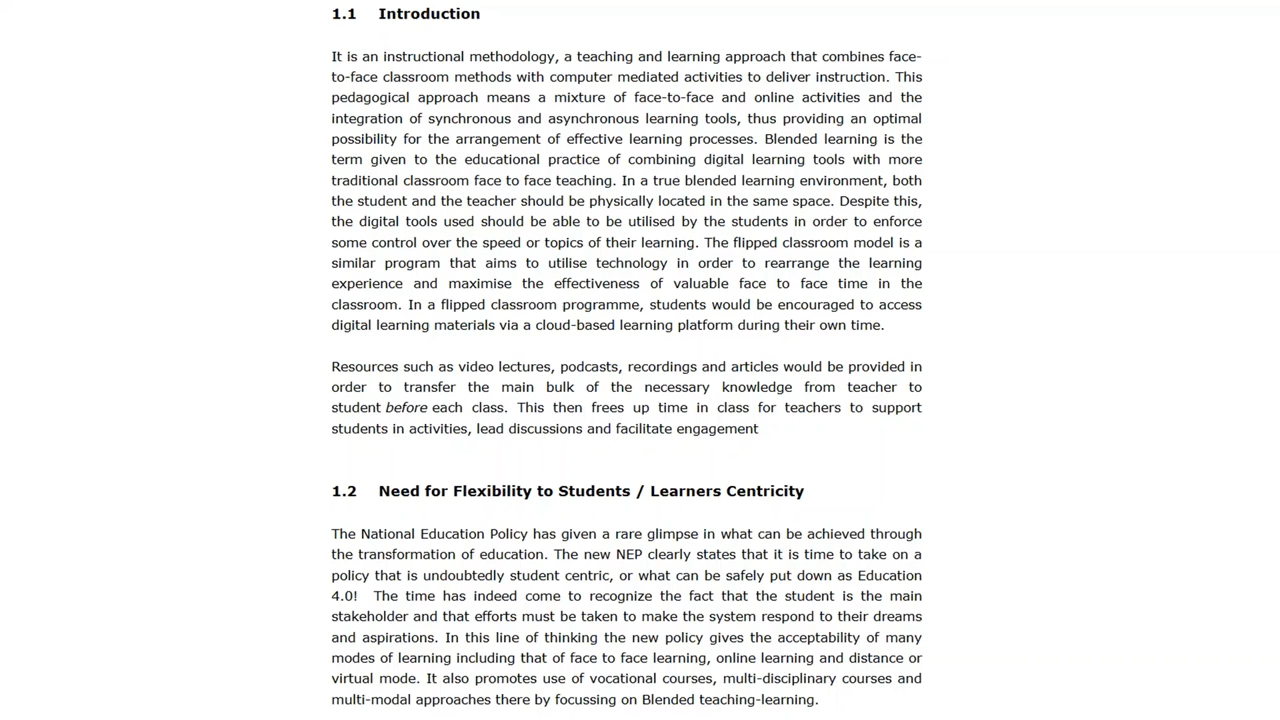 1.1 Introduction
It is an instructional methodology, a teaching and learning approach that combines face-
to-face classroom methods with computer mediated activities to deliver instruction. This
pedagogical approach means a mixture of face-to-face and online activities and the
integration of synchronous and asynchronous learning tools, thus providing an optimal
possibility for the arrangement of effective learning processes. Blended learning is the
term given to the educational practice of combining digital learning tools with more
traditional classroom face to face teaching. In a true blended learning environment, both
the student and the teacher should be physically located in the same space. Despite this,
the digital tools used should be able to be utilised by the students in order to enforce
some control over the speed or topics of their learning. The flipped classroom model is a
similar program that aims to utilise technology in order to rearrange the learning
experience and maximise the effectiveness of valuable face to face time in the
classroom. In a flipped classroom programme, students would be encouraged to access
digital learning materials via a cloud-based learning platform during their own time.
Resources such as video lectures, podcasts, recordings and articles would be provided in
order to transfer the main bulk of the necessary knowledge from teacher to
student before each class. This then frees up time in class for teachers to support
students in activities, lead discussions and facilitate engagement
1.2 Need for Flexibility to Students / Learners Centricity
The National Education Policy has given a rare glimpse in what can be achieved through
the transformation of education. The new NEP clearly states that it is time to take on a
policy that is undoubtedly student centric, or what can be safely put down as Education
4.0! The time has indeed come to recognize the fact that the student is the main
stakeholder and that efforts must be taken to make the system respond to their dreams
and aspirations. In this line of thinking the new policy gives the acceptability of many
modes of learning including that of face to face learning, online learning and distance or
virtual mode. It also promotes use of vocational courses, multi-disciplinary courses and
multi-modal approaches there by focussing on Blended teaching-learning.